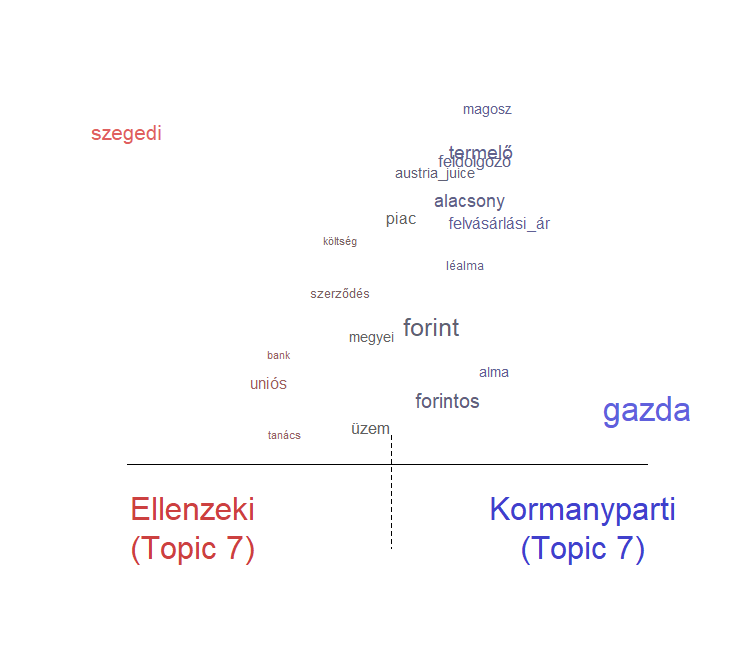 magosz
szegedi
termelő
feldolgozó
austria_juice
alacsony
piac
felvásárlási_ár
költség
léalma
szerződés
forint
megyei
bank
alma
uniós
forintos
gazda
üzem
tanács
Ellenzeki
(Topic 7)
Kormanyparti
(Topic 7)